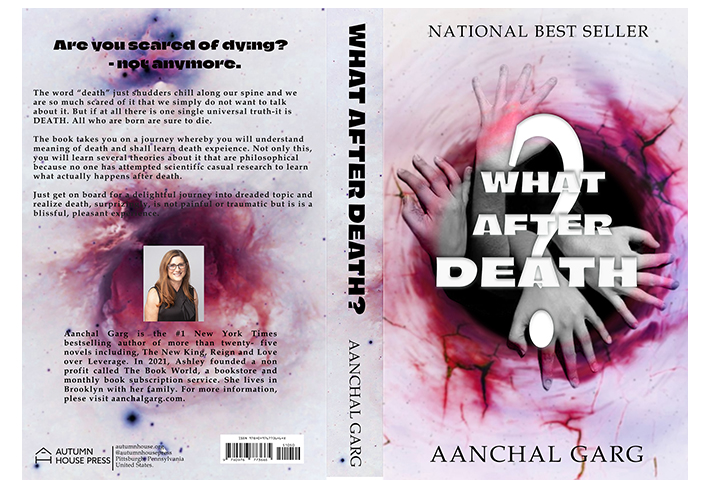 Are you scared of dying?
- not anymore.
The word “death” just shudders chill along our spine and we
are so much scared of it that we simply do not want to talk
about it. But if at all there is one single universal truth-it is
DEATH. All who are born are sure to die.
The book takes you on a journey whereby you will understand
meaning of death and shall learn death expeirence. Not only this,
you will learn several theories about it that are philosophical
because no one has attempted scientific casual research to learn
what actually happens after death.
Just get on board for a delightful journey into dreaded topic and
realize death, surprizingly, is not painful or traumatic but is is a
blissful, pleasant experience.
Aanchal Garg is the #1 New York Times
bestselling author of more than twenty- five
novels including, The New King, Reign and Love
over Leverage. In 2021, Ashley founded a non
profit called The Book World, a bookstore and
monthly book subscription service. She lives in
Brooklyn with her family. For more information,
plese visit aanchalgarg.com.
AUTUMN
HOUSE PRESS
autumnhouse.org
@autumnhousepress
Pittsburgh, Pennsylvania
United States.
WHAT AFTER DEATH?
AANCHAL GARG
NATIONAL BEST SELLER
?
WHAT
AFTER
DEATH
AANCHAL GARG